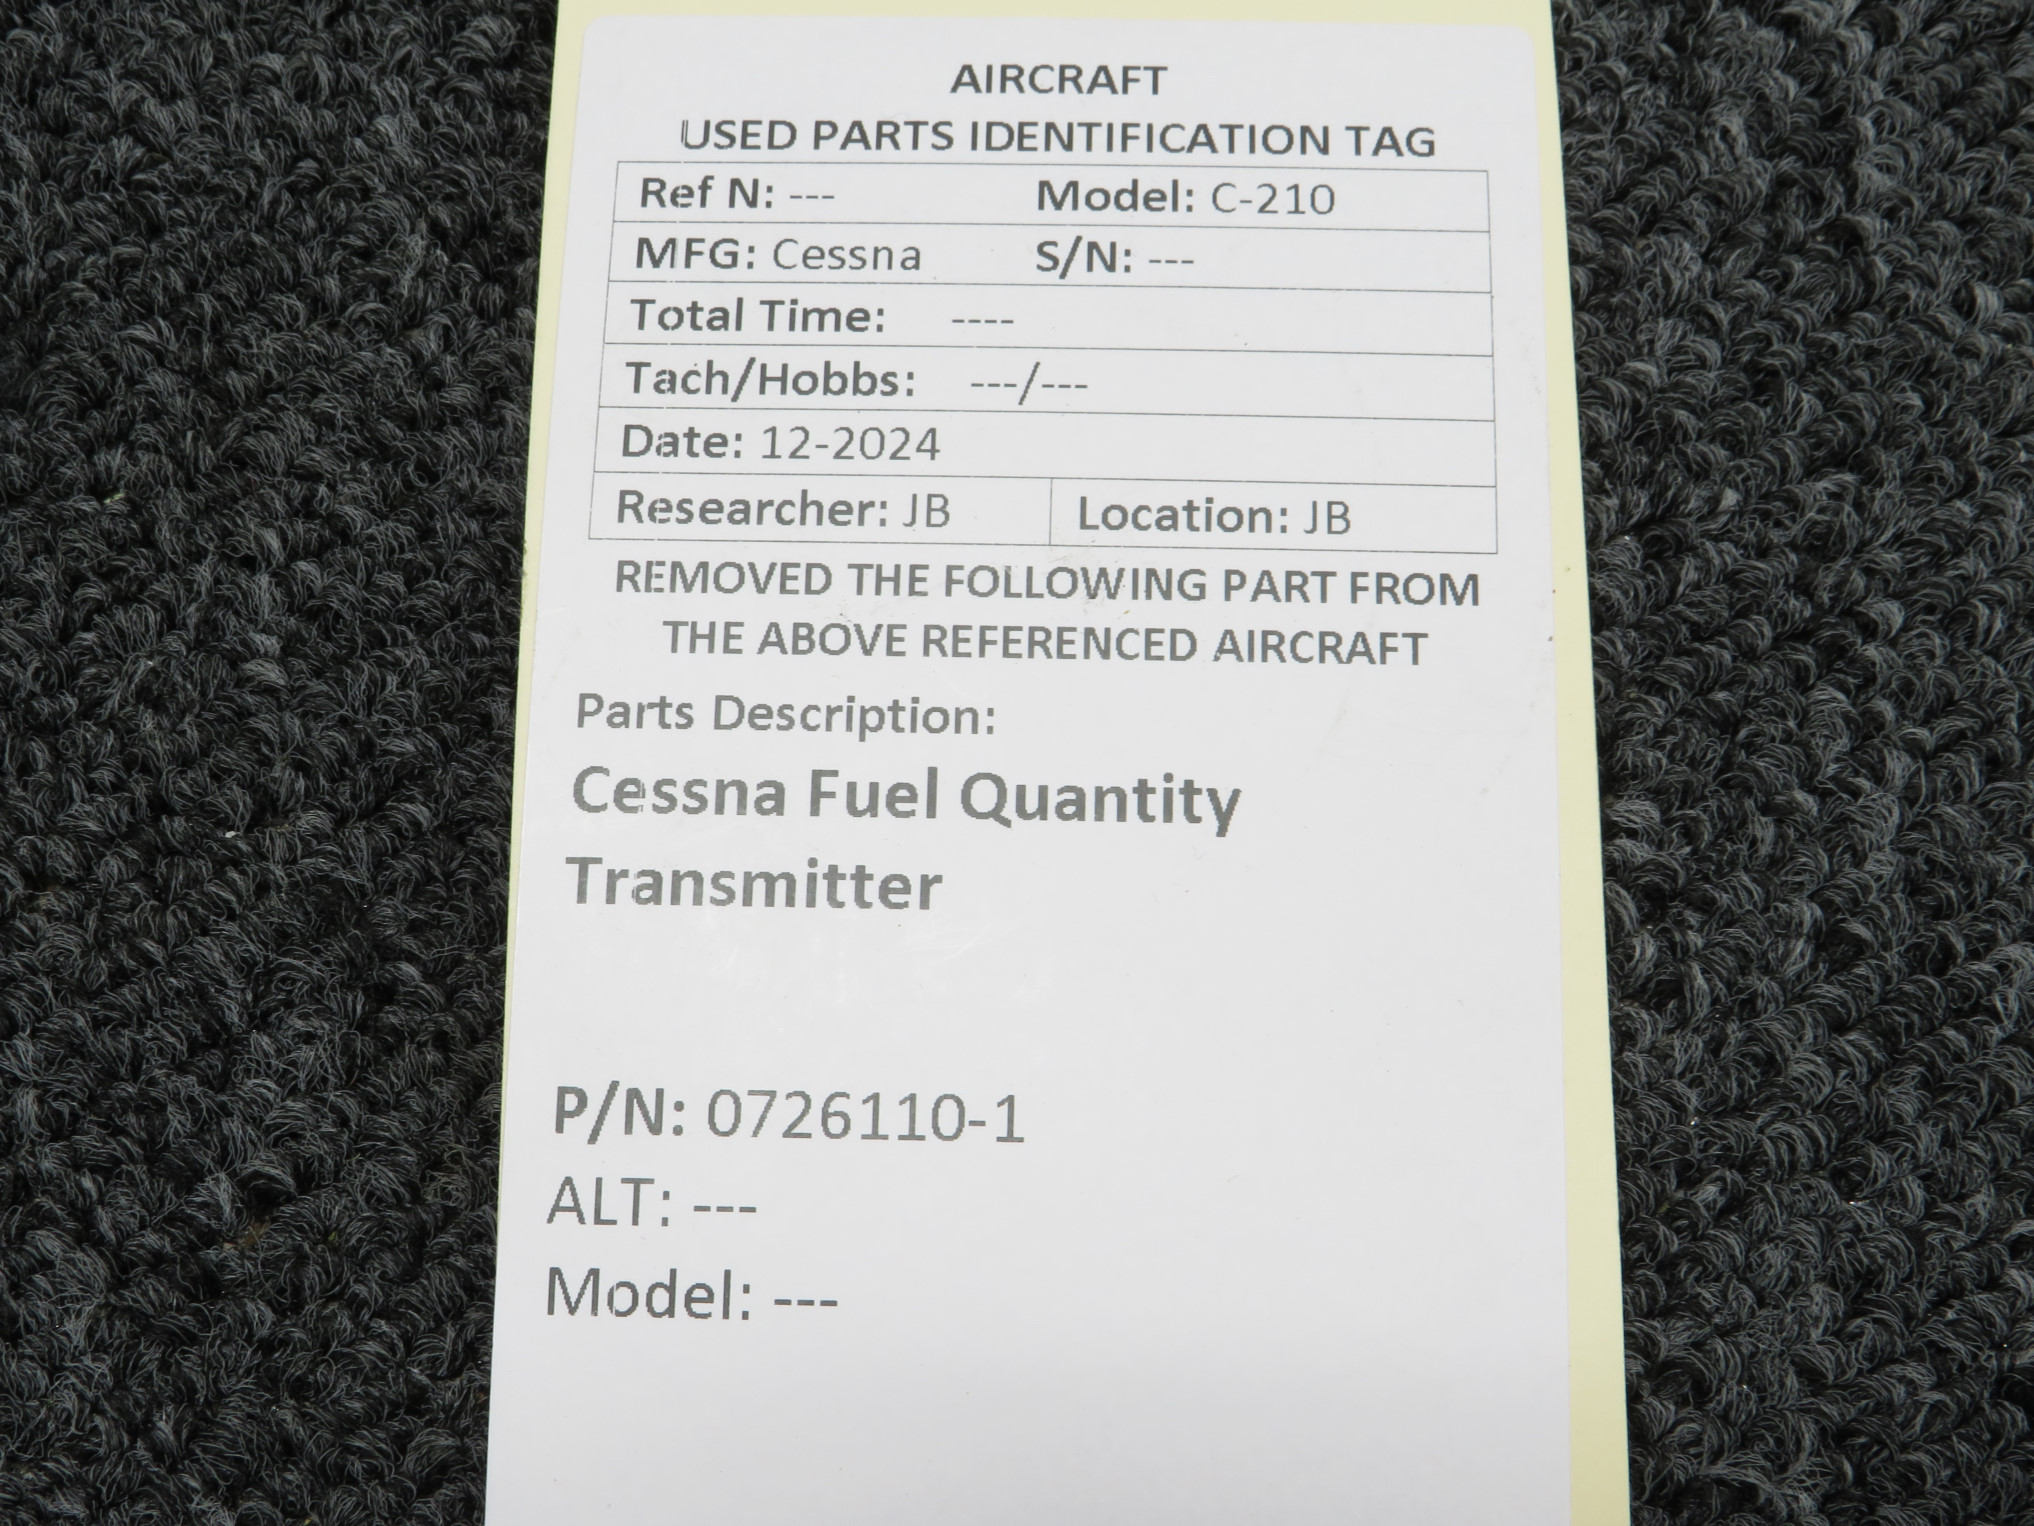 AIRCRAFT
USED PARTS IDENTIFICATION TAG
Ref N: --- Model: C-210
MFG: Cessna S/N: ---
Total Time: ----
Tach/Hobbs: ---/---
Date: 12-2024
Researcher: JB Location: JB
REMOVED THE FOLLOWING PART FROM
THE ABOVE REFERENCED AIRCRAFT
Parts Description:
Cessna Fuel Quantity
Transmitter
P/N: 0726110-1
ALT: ---
Model: ---